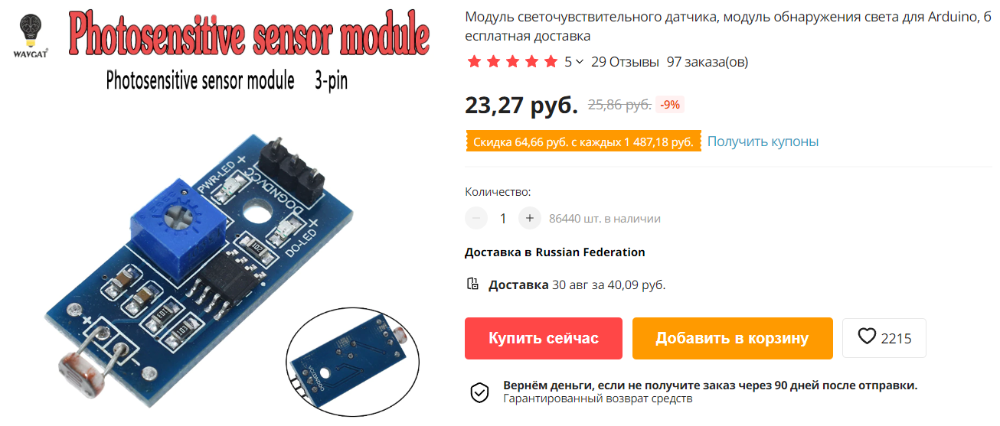 WAVGAT
Photosensitive sensor module
Photosensitive sensor module 3-pin
PWR-LED
DOGNDVCC
DO-LED
102
103
Модуль светочувствительного датчика, модуль обнаружения света для Arduino, б
есплатная доставка
5 29 Отзывы 97 заказа(ов)
23,27 руб. 25,86 руб. -9%
Скидка 64,66 руб. с каждых 1 487,18 руб. Получить купоны
Количество:
1 86440 шт. в наличии
Доставка в Russian Federation
Доставка 30 авг за 40,09 руб.
Купить сейчас Добавить в корзину 2215
Вернём деньги, если не получите заказ через 90 дней после отправки.
Гарантированный возврат средств